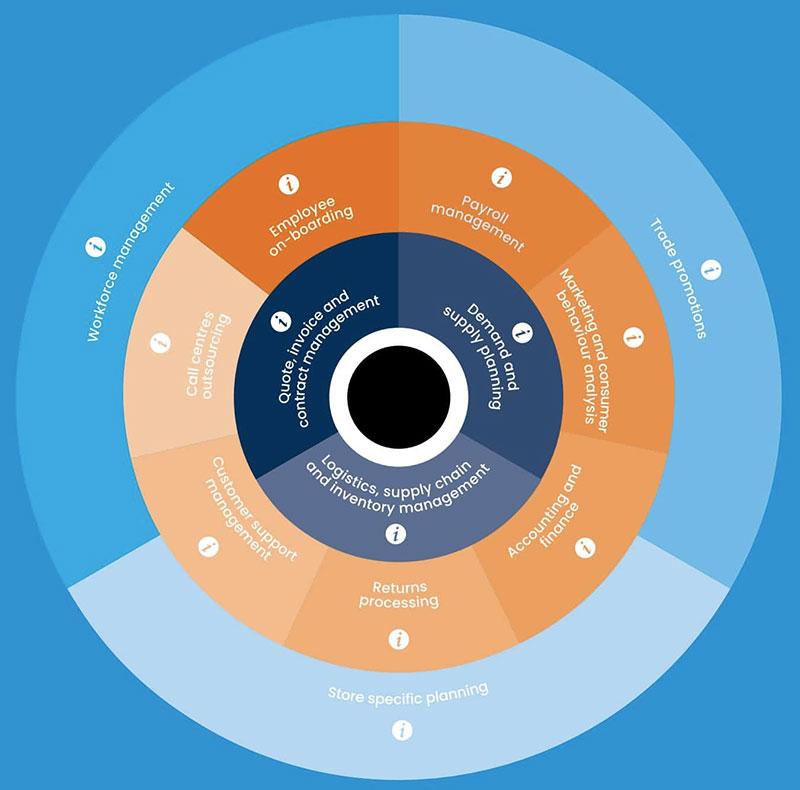 Workforce management
Trade promotions
Store specific planning
Employee
on-boarding
Payroll
management
Marketing and consumer
behaviour analysis
Accounting and
finance
Returns
processing
Customer support
management
Call centres
outsourcing
Quote, invoice and
contract management
Demand and
supply planning
Logistics, supply chain
and inventory management